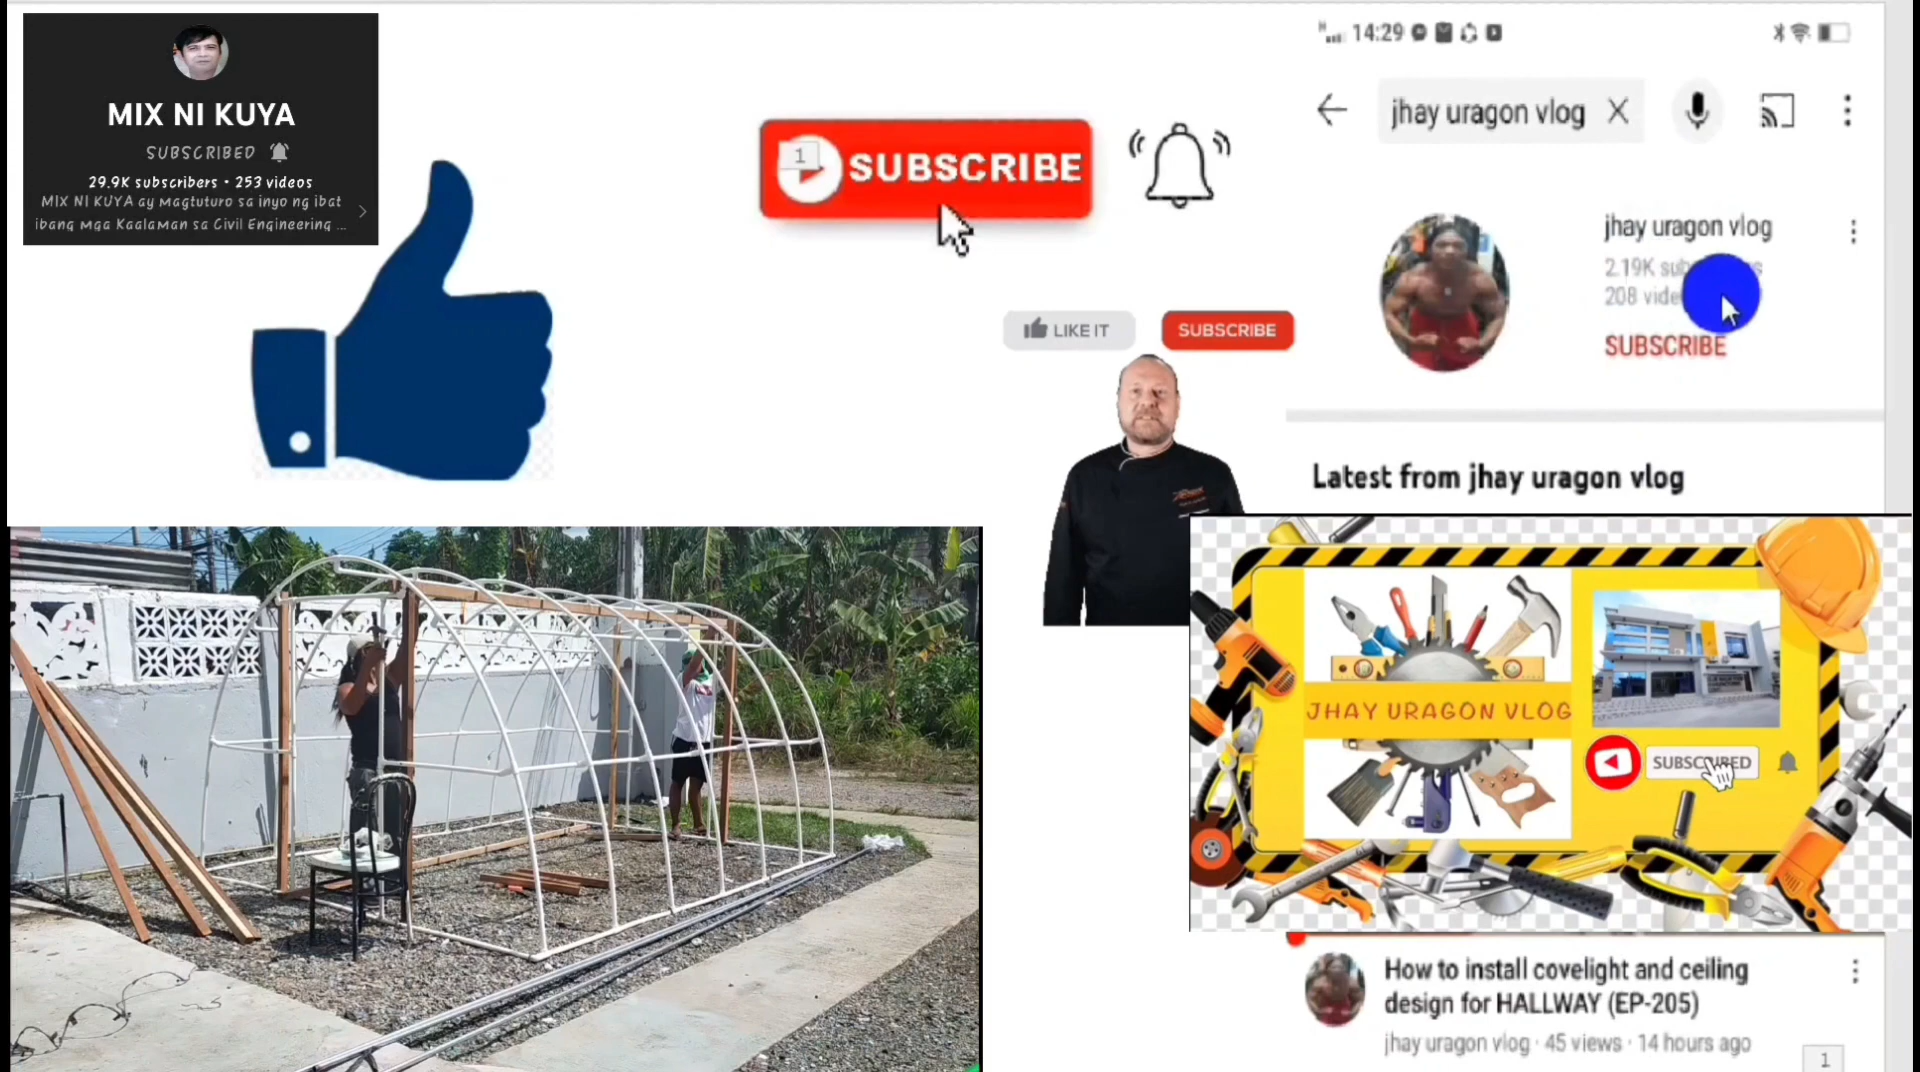 MIX NI KUYA
SUBSCRIBED
29.9K subscribers • 253 videos
MIX NI KUYA ay Magtuturo sa inyo ng ibat
ibang mga Kaalaman sa Civil Engineering ...
1
SUBSCRIBE
LIKE IT
SUBSCRIBE
14:29
jhay uragon vlog
jhay uragon vlog
2.19K
208
SUBSCRIBE
Latest from jhay uragon vlog
JHAY URAGON VLOG
SUBSCRIBED
How to install covelight and ceiling
design for HALLWAY (EP-205)
jhay uragon vlog · 45 views · 14 hours ago
1